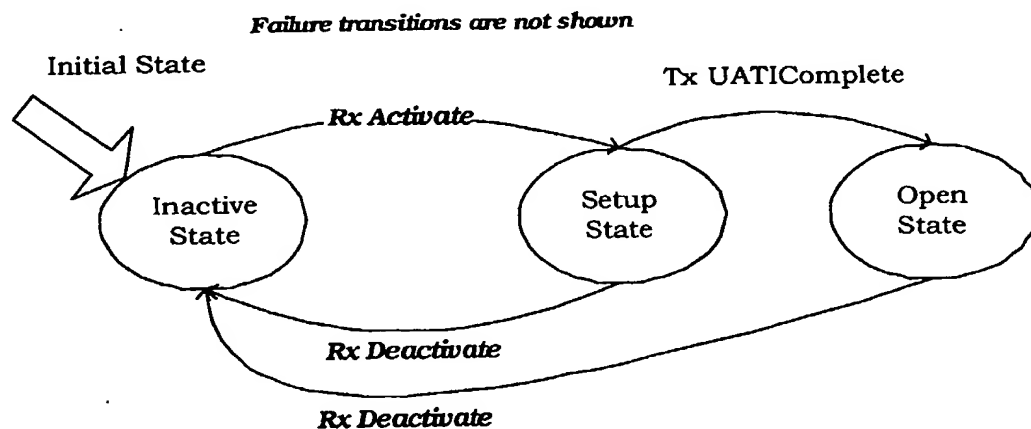 Failure transitions are not shown
Initial State
Tx UATIComplete
Rx Activate
Inactive
State
Setup
State
Open
State
Rx Deactivate
Rx Deactivate